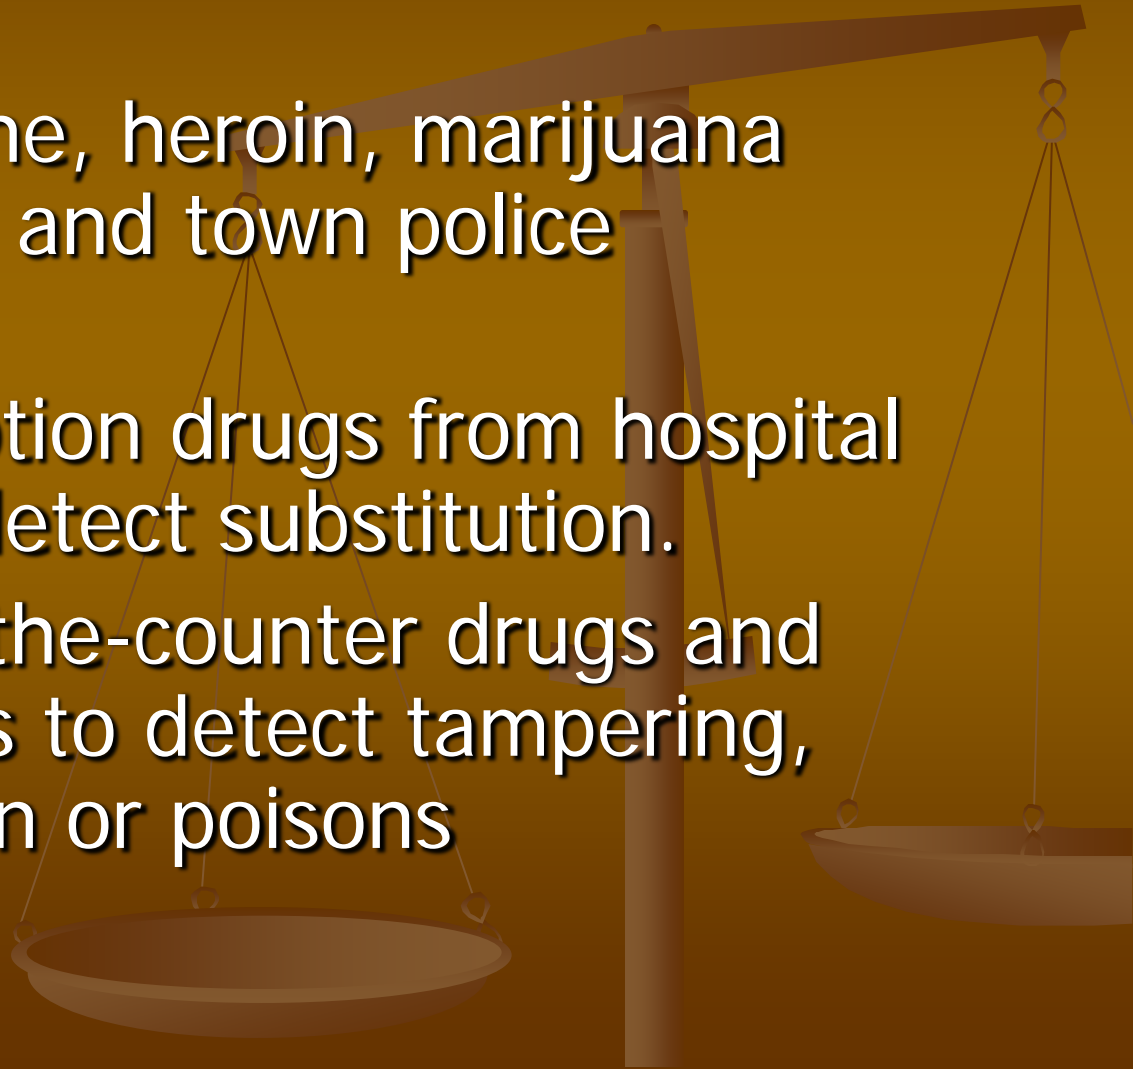 ne, heroin, marijuana
and town police
tion drugs from hospital
etect substitution.
the-counter drugs and
s to detect tampering,
n or poisons